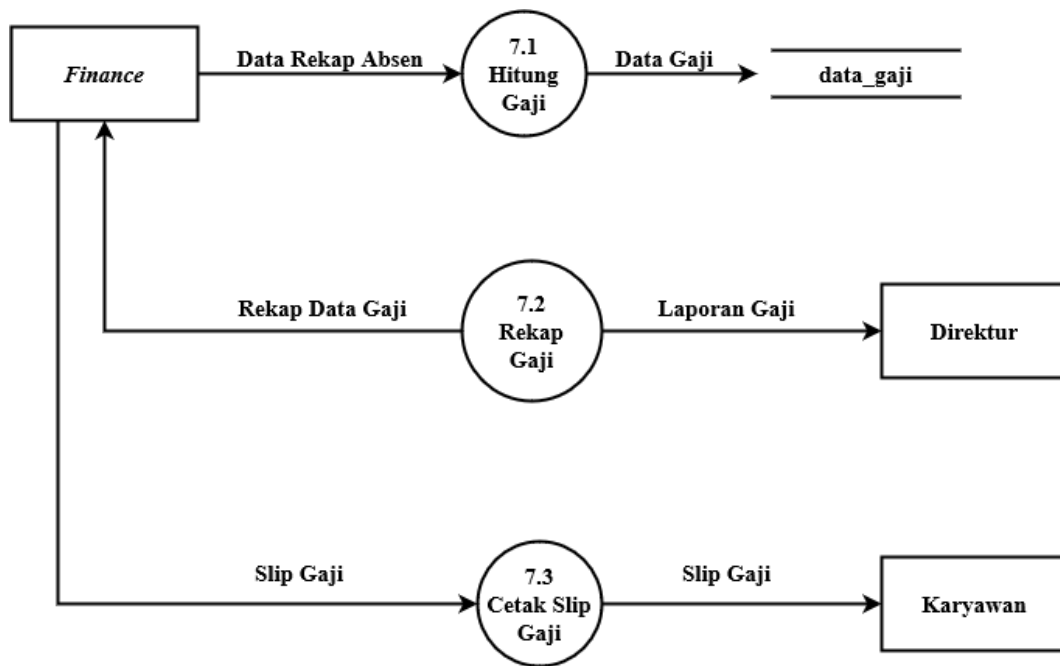 Finance
Data Rekap Absen
7.1
Hitung
Gaji
Data Gaji
data_gaji
Rekap Data Gaji
7.2
Rekap
Gaji
Laporan Gaji
Direktur
Slip Gaji
7.3
Cetak Slip
Gaji
Slip Gaji
Karyawan